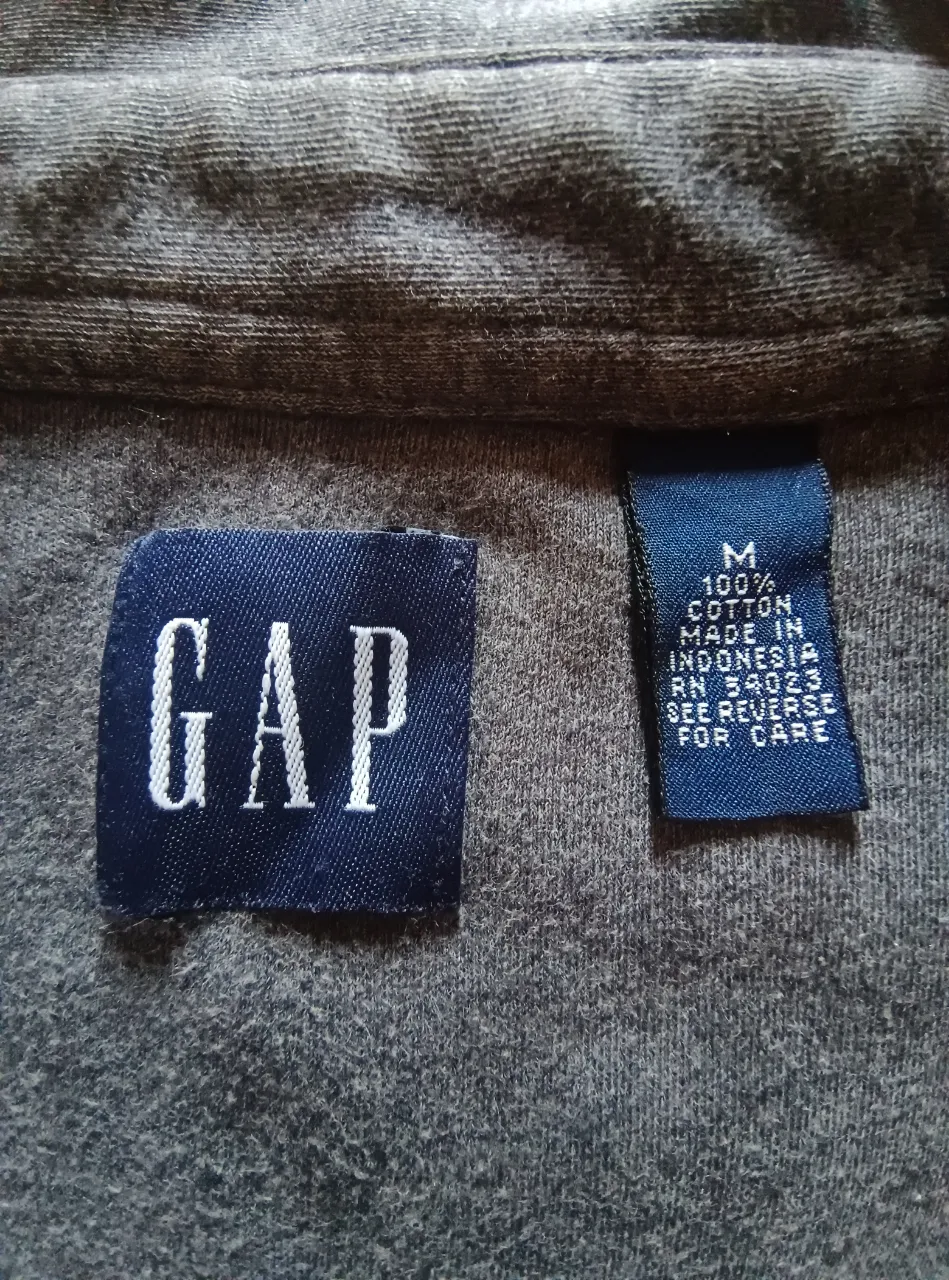 GAP
M
100%
COTTON
MADE IN
INDONESIA
RN 54023
SEE REVERSE
FOR CARE